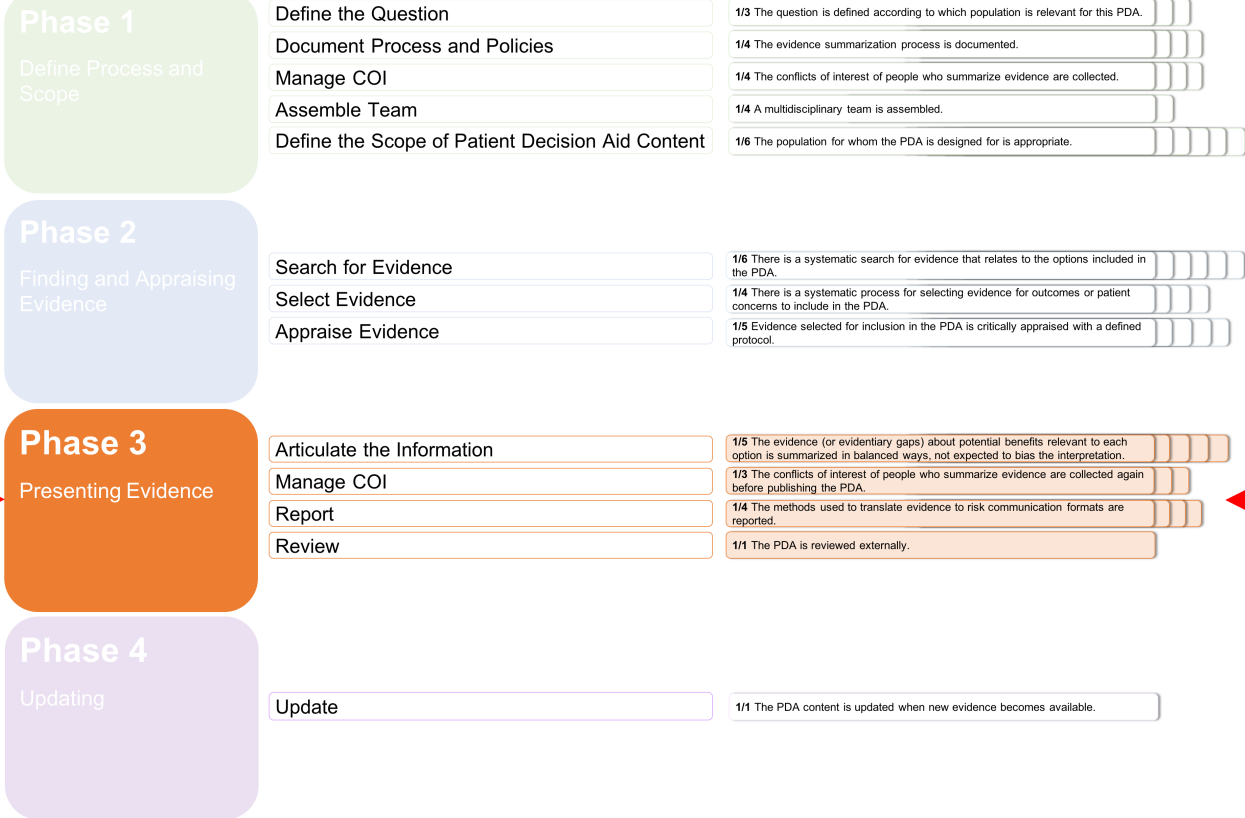 Phase 1
Define Process and
Scope
Define the Question
1/3 The question is defined according to which population is relevant for this PDA.
Document Process and Policies
1/4 The evidence summarization process is documented.
Manage COI
1/4 The conflicts of interest of people who summarize evidence are collected.
Assemble Team
1/4 A multidisciplinary team is assembled.
Define the Scope of Patient Decision Aid Content
1/6 The population for whom the PDA is designed for is appropriate.
Phase 2
Finding and Appraising
Evidence
Search for Evidence
1/6 There is a systematic search for evidence that relates to the options included in
the PDA.
Select Evidence
1/4 There is a systematic process for selecting evidence for outcomes or patient
concerns to include in the PDA.
Appraise Evidence
1/5 Evidence selected for inclusion in the PDA is critically appraised with a defined
protocol.
Phase 3
Presenting Evidence
Articulate the Information
1/5 The evidence (or evidentiary gaps) about potential benefits relevant to each
option is summarized in balanced ways, not expected to bias the interpretation.
Manage COI
1/3 The conflicts of interest of people who summarize evidence are collected again
before publishing the PDA.
Report
1/4 The methods used to translate evidence to risk communication formats are
reported.
Review
1/1 The PDA is reviewed externally.
Phase 4
Updating
Update
1/1 The PDA content is updated when new evidence becomes available.